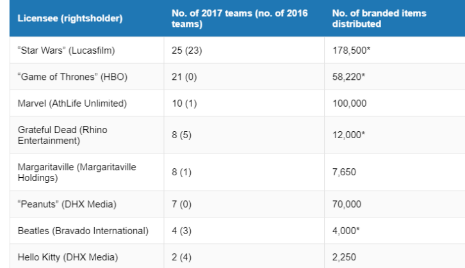 Licensee (rightsholder) No. of 2017 teams (no. of 2016 teams) No. of branded items distributed
"Star Wars" (Lucasfilm) 25 (23) 178,500*
"Game of Thrones" (HBO) 21 (0) 58,220*
Marvel (AthLife Unlimited) 10 (1) 100,000
Grateful Dead (Rhino Entertainment) 8 (5) 12,000*
Margaritaville (Margaritaville Holdings) 8 (1) 7,650
"Peanuts" (DHX Media) 7 (0) 70,000
Beatles (Bravado International) 4 (3) 4,000*
Hello Kitty (DHX Media) 2 (4) 2,250